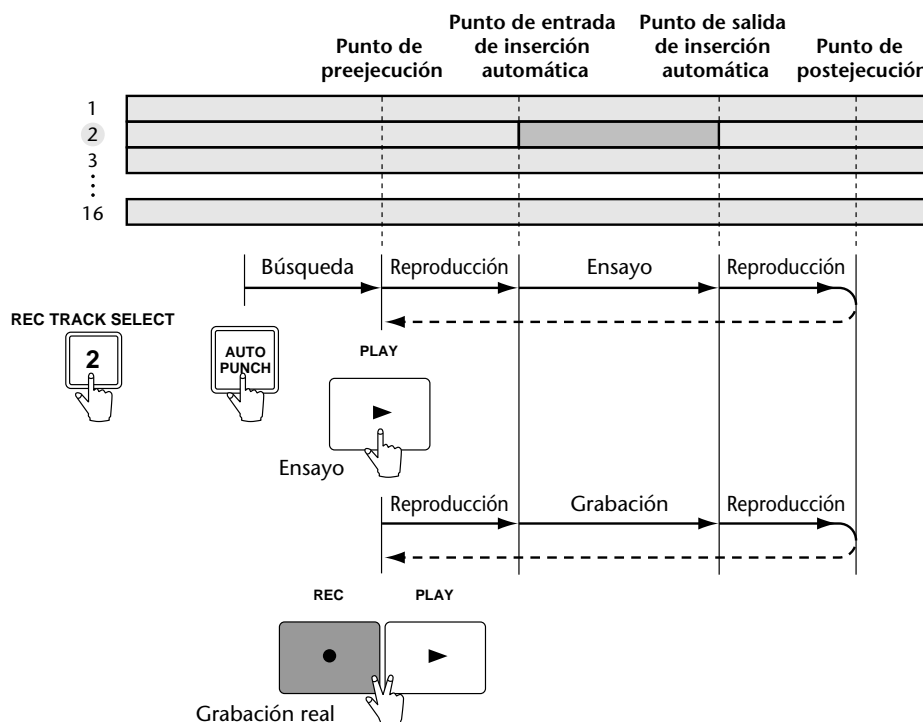 Punto de preejecución
Punto de entrada de inserción automática
Punto de salida de inserción automática
Punto de postejecución
1
2
3
16
Búsqueda
Reproducción
Ensayo
Reproducción
REC TRACK SELECT
2
AUTO PUNCH
PLAY
Ensayo
Reproducción
Grabación
Reproducción
REC
PLAY
Grabación real